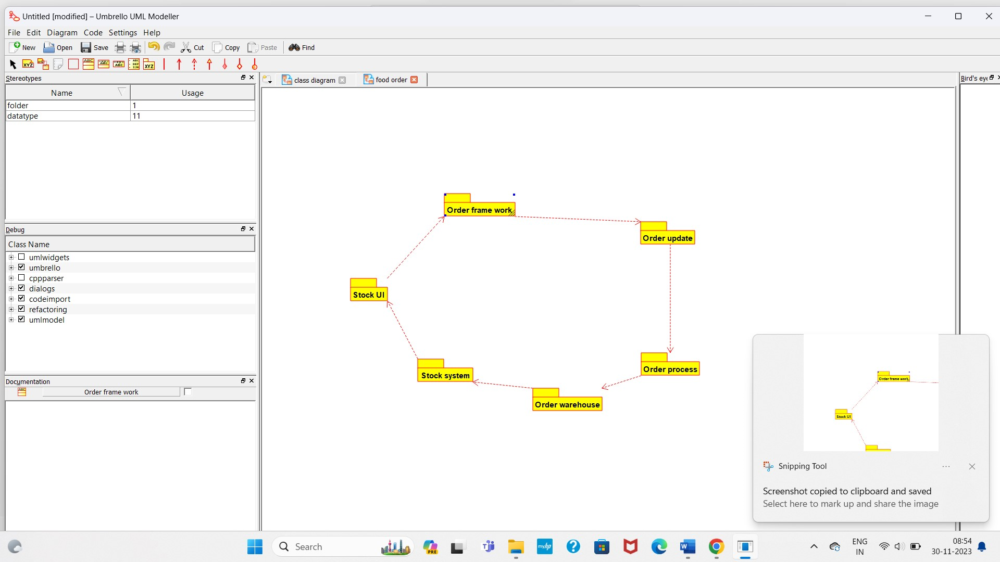 Untitled [modified] – Umbrello UML Modeller
File Edit Diagram Code Settings Help
New Open Save Cut Copy Paste Find
Stereotypes
Name Usage
folder 1
datatype 11
Debug
Class Name
umlwidgets
umbrello
cppparser
dialogs
codeimport
refactoring
umlmodel
Documentation
Order frame work
class diagram food order
Bird's eye
Order frame work
Order update
Stock UI
Order process
Stock system
Order warehouse
Order frame work
Stock UI
Snipping Tool
Screenshot copied to clipboard and saved
Select here to mark up and share the image
Search
PRE
myhp
ENG
IN
08:54
30-11-2023